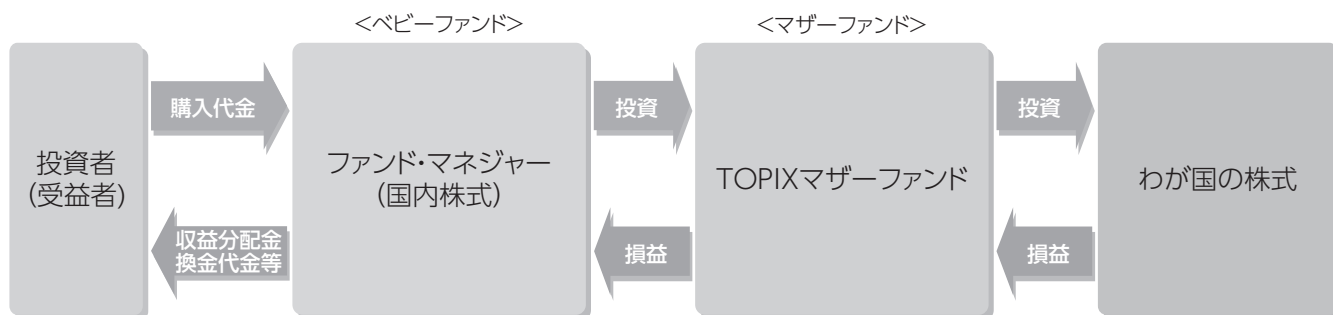 <ベビーファンド>
<マザーファンド>
投資者
(受益者)
購入代金
収益分配金
換金代金等
ファンド・マネジャー
(国内株式)
投資
損益
TOPIXマザーファンド
投資
損益
わが国の株式